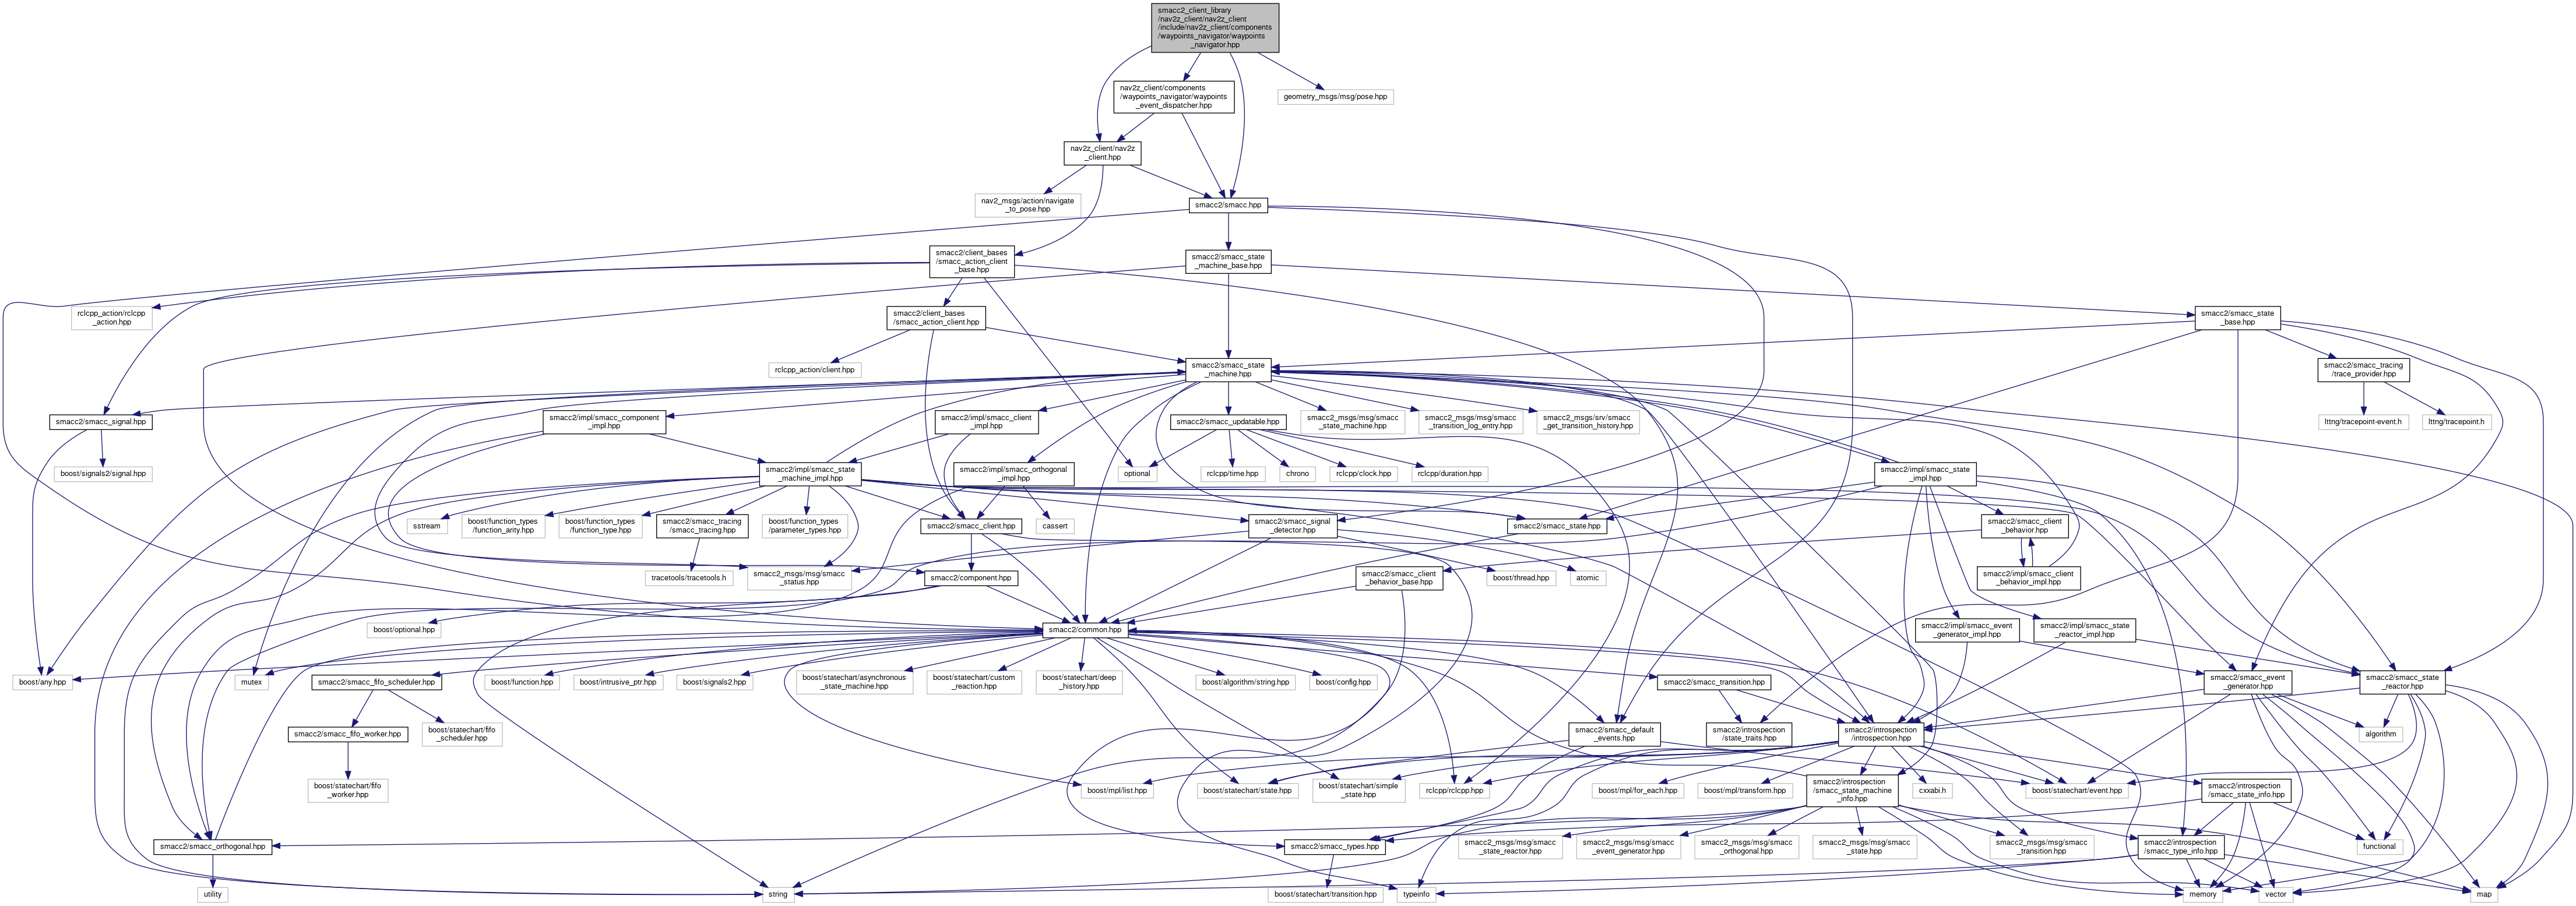 smacc2_client_library
/nav2z_client/nav2z_client
/include/nav2z_client/components
/waypoints_navigator/waypoints
_navigator.hpp
nav2z_client/components
/waypoints_navigator/waypoints
_event_dispatcher.hpp
geometry_msgs/msg/pose.hpp
nav2z_client/nav2z
_client.hpp
nav2_msgs/action/navigate
_to_pose.hpp
smacc2/smacc.hpp
smacc2/client_bases
/smacc_action_client
_base.hpp
smacc2/smacc_state
_machine_base.hpp
rclcpp_action/rclcpp
_action.hpp
smacc2/client_bases
/smacc_action_client.hpp
smacc2/smacc_state
_base.hpp
rclcpp_action/client.hpp
smacc2/smacc_state
_machine.hpp
smacc2/smacc_tracing
/trace_provider.hpp
smacc2/smacc_signal.hpp
smacc2/impl/smacc_component
_impl.hpp
smacc2/impl/smacc_client
_impl.hpp
smacc2/smacc_updatable.hpp
smacc2_msgs/msg/smacc
_state_machine.hpp
smacc2_msgs/msg/smacc
_transition_log_entry.hpp
smacc2_msgs/srv/smacc
_get_transition_history.hpp
lttng/tracepoint-event.h
lttng/tracepoint.h
boost/signals2/signal.hpp
smacc2/impl/smacc_state
_machine_impl.hpp
smacc2/impl/smacc_orthogonal
_impl.hpp
optional
rclcpp/time.hpp
chrono
rclcpp/clock.hpp
rclcpp/duration.hpp
smacc2/impl/smacc_state
_impl.hpp
sstream
boost/function_types
/function_arity.hpp
boost/function_types
/function_type.hpp
smacc2/smacc_tracing
/smacc_tracing.hpp
boost/function_types
/parameter_types.hpp
smacc2/smacc_client.hpp
cassert
smacc2/smacc_signal
_detector.hpp
smacc2/smacc_state.hpp
smacc2/smacc_client
_behavior.hpp
tracetools/tracetools.h
smacc2_msgs/msg/smacc
_status.hpp
smacc2/component.hpp
smacc2/smacc_client
_behavior_base.hpp
boost/thread.hpp
atomic
smacc2/impl/smacc_client
_behavior_impl.hpp
boost/optional.hpp
smacc2/common.hpp
smacc2/impl/smacc_event
_generator_impl.hpp
smacc2/impl/smacc_state
_reactor_impl.hpp
boost/any.hpp
mutex
smacc2/smacc_fifo_scheduler.hpp
boost/function.hpp
boost/intrusive_ptr.hpp
boost/signals2.hpp
boost/statechart/asynchronous
_state_machine.hpp
boost/statechart/custom
_reaction.hpp
boost/statechart/deep
_history.hpp
boost/algorithm/string.hpp
boost/config.hpp
smacc2/smacc_transition.hpp
smacc2/smacc_event
_generator.hpp
smacc2/smacc_state
_reactor.hpp
smacc2/smacc_fifo_worker.hpp
boost/statechart/fifo
_scheduler.hpp
smacc2/smacc_default
_events.hpp
smacc2/introspection
/state_traits.hpp
smacc2/introspection
/introspection.hpp
algorithm
boost/statechart/fifo
_worker.hpp
boost/mpl/list.hpp
boost/statechart/state.hpp
boost/statechart/simple
_state.hpp
rclcpp/rclcpp.hpp
boost/mpl/for_each.hpp
boost/mpl/transform.hpp
smacc2/introspection
/smacc_state_machine
_info.hpp
cxxabi.h
boost/statechart/event.hpp
smacc2/introspection
/smacc_state_info.hpp
smacc2/smacc_orthogonal.hpp
smacc2/smacc_types.hpp
smacc2_msgs/msg/smacc
_state_reactor.hpp
smacc2_msgs/msg/smacc
_event_generator.hpp
smacc2_msgs/msg/smacc
_orthogonal.hpp
smacc2_msgs/msg/smacc
_state.hpp
smacc2_msgs/msg/smacc
_transition.hpp
smacc2/introspection
/smacc_type_info.hpp
functional
utility
string
boost/statechart/transition.hpp
typeinfo
memory
vector
map